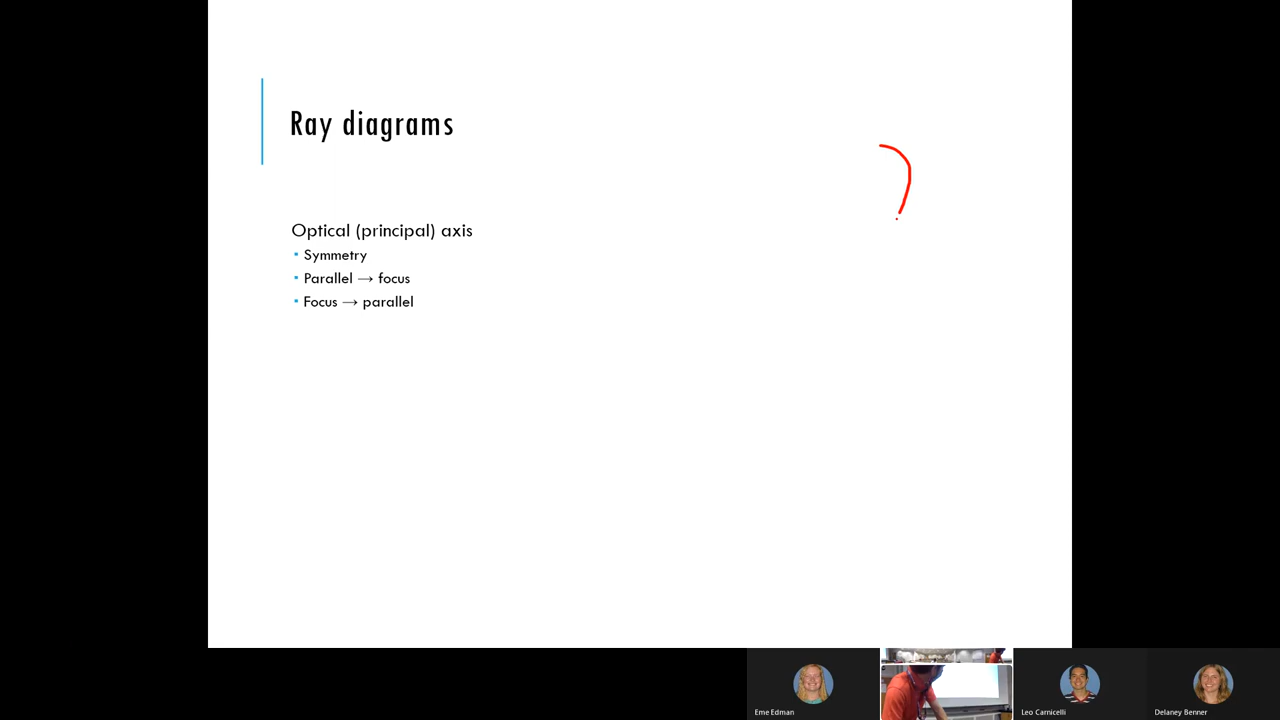 Ray diagrams
Optical (principal) axis
▪ Symmetry
▪ Parallel → focus
▪ Focus → parallel
Eme Edman
Leo Carnicelli
Delaney Benner